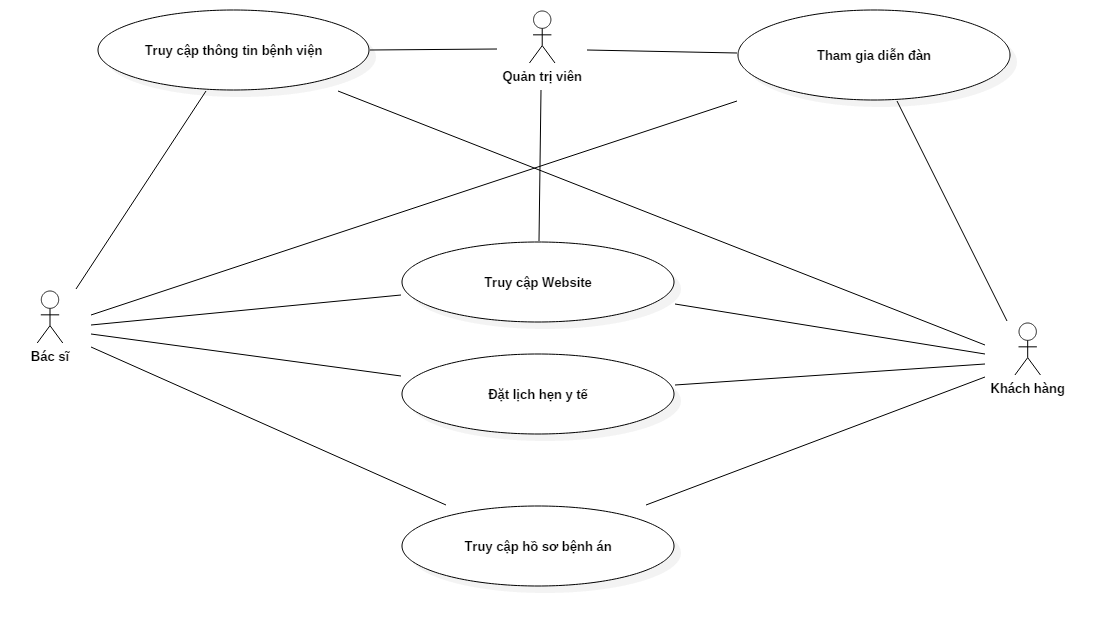 Truy cập thông tin bệnh viện
Quản trị viên
Tham gia diễn đàn
Truy cập Website
Bác sĩ
Khách hàng
Đặt lịch hẹn y tế
Truy cập hồ sơ bệnh án